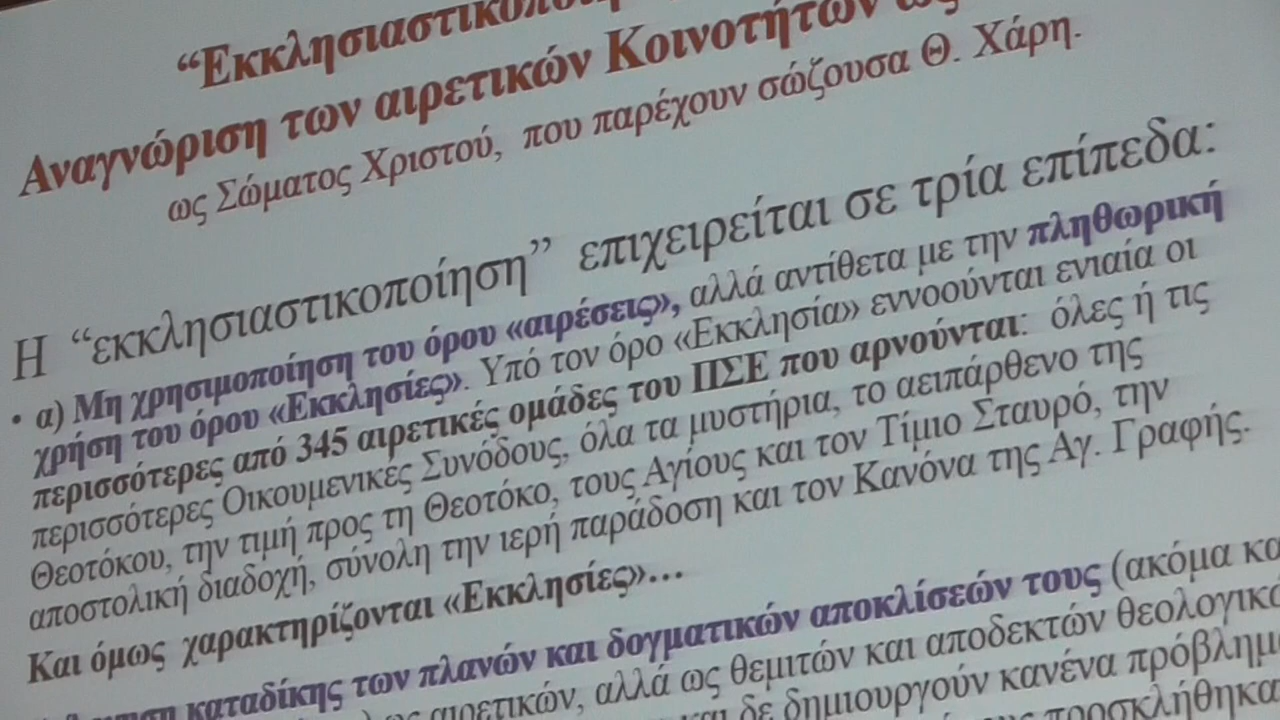 “Εκκλησιαστικοποίη
Αναγνώριση των αιρετικών Κοινοτήτων ως
ως Σώματος Χριστού, που παρέχουν σώζουσα Θ. Χάρη.
Η “εκκλησιαστικοποίηση” επιχειρείται σε τρία επίπεδα:
• α) Μη χρησιμοποίηση του όρου «αιρέσεις», αλλά αντίθετα με την πληθωρική
χρήση του όρου «Εκκλησίες». Υπό τον όρο «Εκκλησία» εννοούνται ενιαία οι
περισσότερες από 345 αιρετικές ομάδες του ΠΣΕ που αρνούνται: όλες ή τις
περισσότερες Οικουμενικές Συνόδους, όλα τα μυστήρια, το αειπάρθενο της
Θεοτόκου, την τιμή προς τη Θεοτόκο, τους Αγίους και τον Τίμιο Σταυρό, την
αποστολική διαδοχή, σύνολη την ιερή παράδοση και τον Κανόνα της Αγ. Γραφής.
Και όμως χαρακτηρίζονται «Εκκλησίες»...
καταδίκης των πλανών και δογματικών αποκλίσεών τους (ακόμα κα
ως αιρετικών, αλλά ως θεμιτών και αποδεκτών θεολογικώ
και δε δημιουργούν κανένα πρόβλημ
προσκλήθηκα